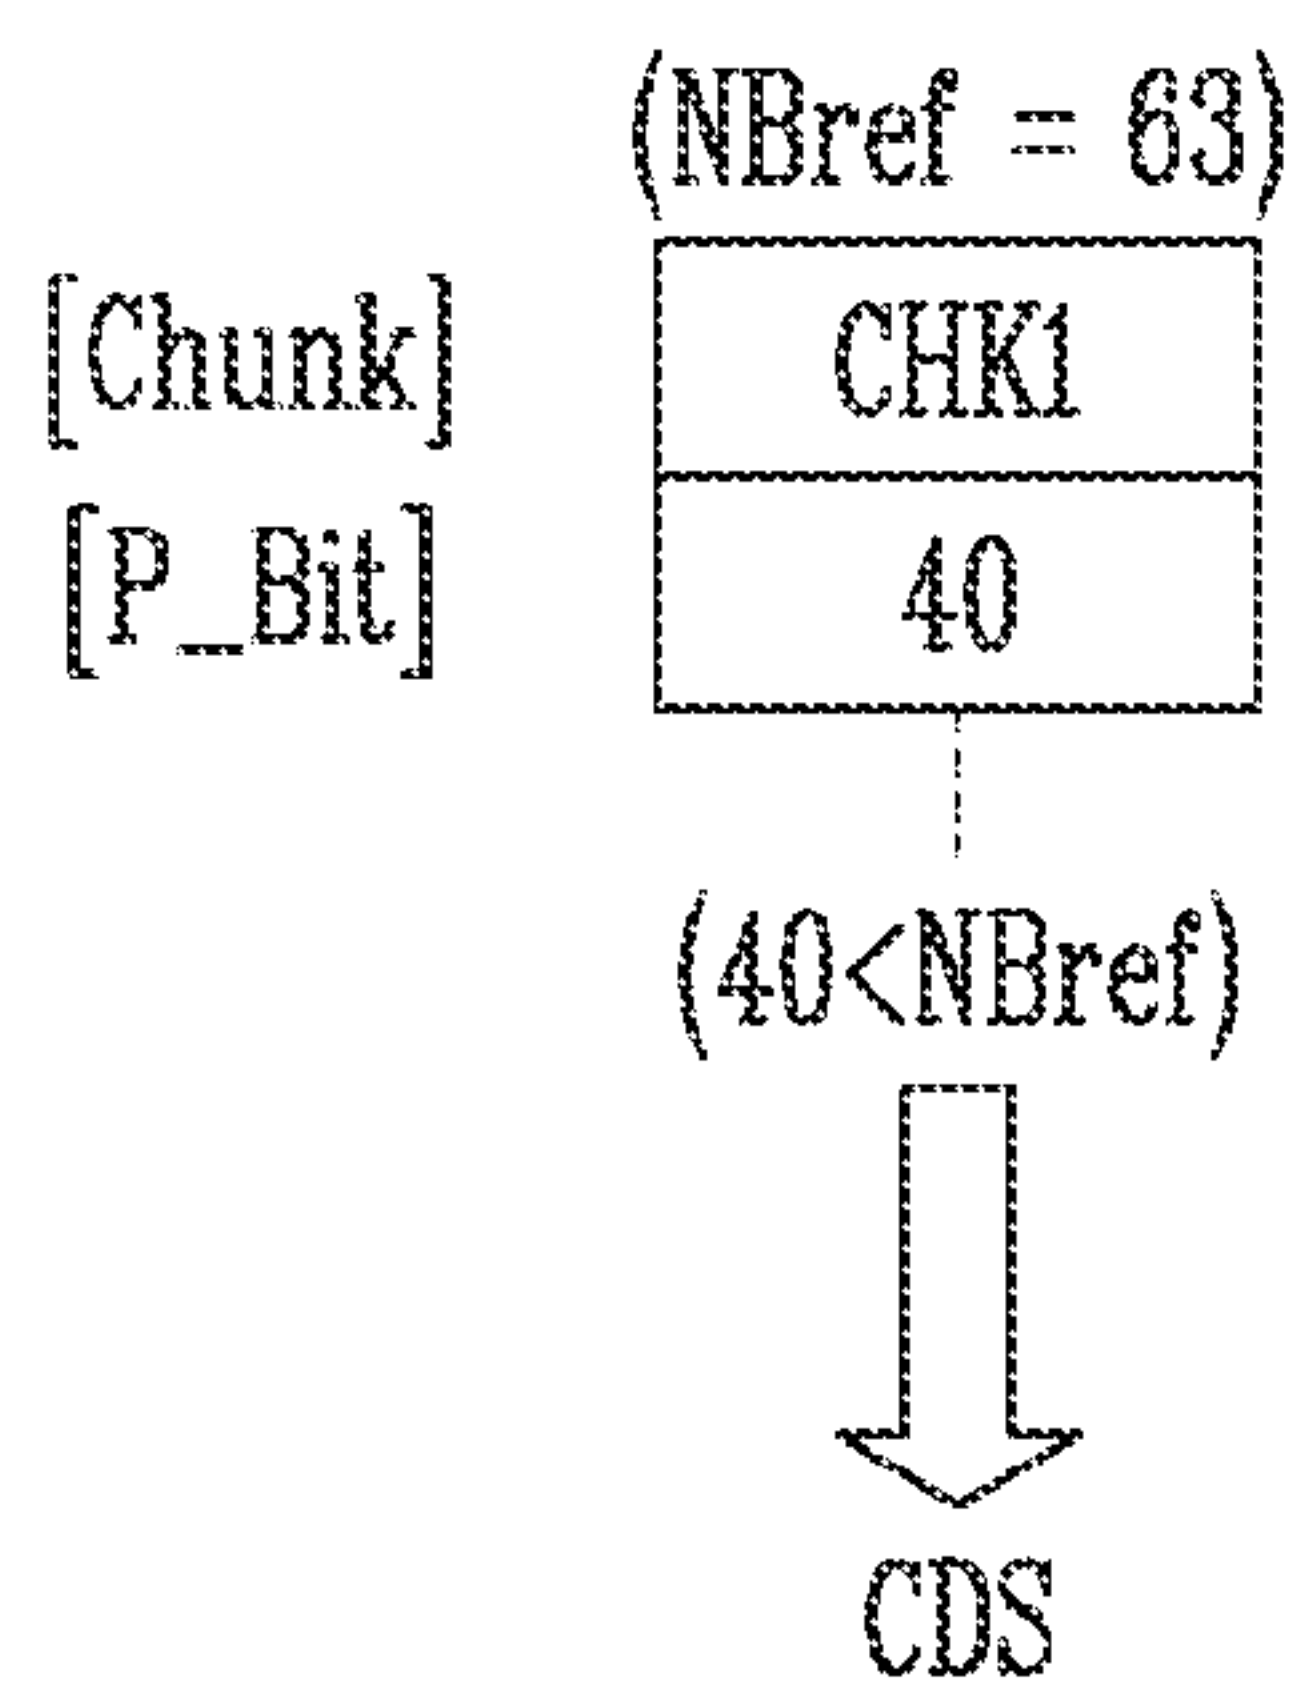 (NBref = 63)
[Chunk] CHK1
[P_Bit] 40
(40<NBref)
CDS